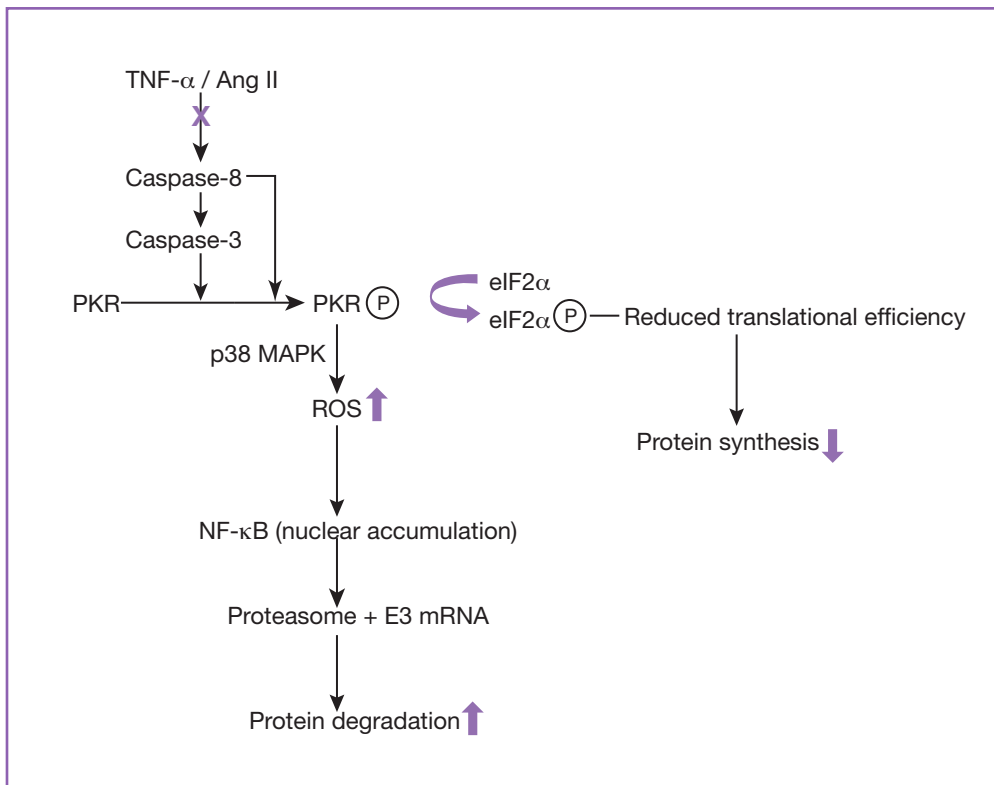 TNF-α / Ang II
X
Caspase-8
Caspase-3
eIF2α
PKR PKR P
eIF2α P Reduced translational efficiency
p38 MAPK
ROS
Protein synthesis
NF-κB (nuclear accumulation)
Proteasome + E3 mRNA
Protein degradation